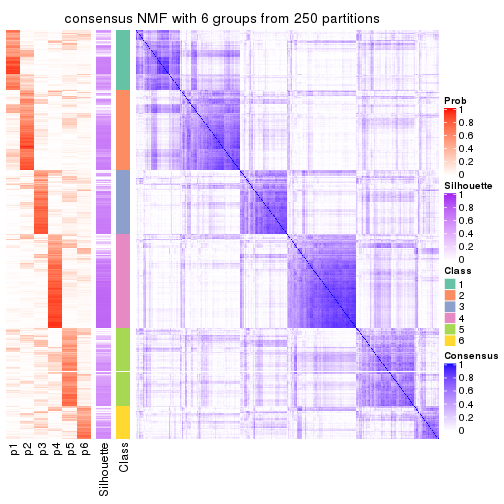 consensus NMF with 6 groups from 250 partitions
Prob
1
0.8
0.6
0.4
0.2
0
Silhouette
1
0.8
0.6
0.4
0.2
0
Class
1
2
3
4
5
6
Consensus
1
0.8
0.6
0.4
0.2
0
p1
p2
p3
p4
p5
p6
Silhouette
Class